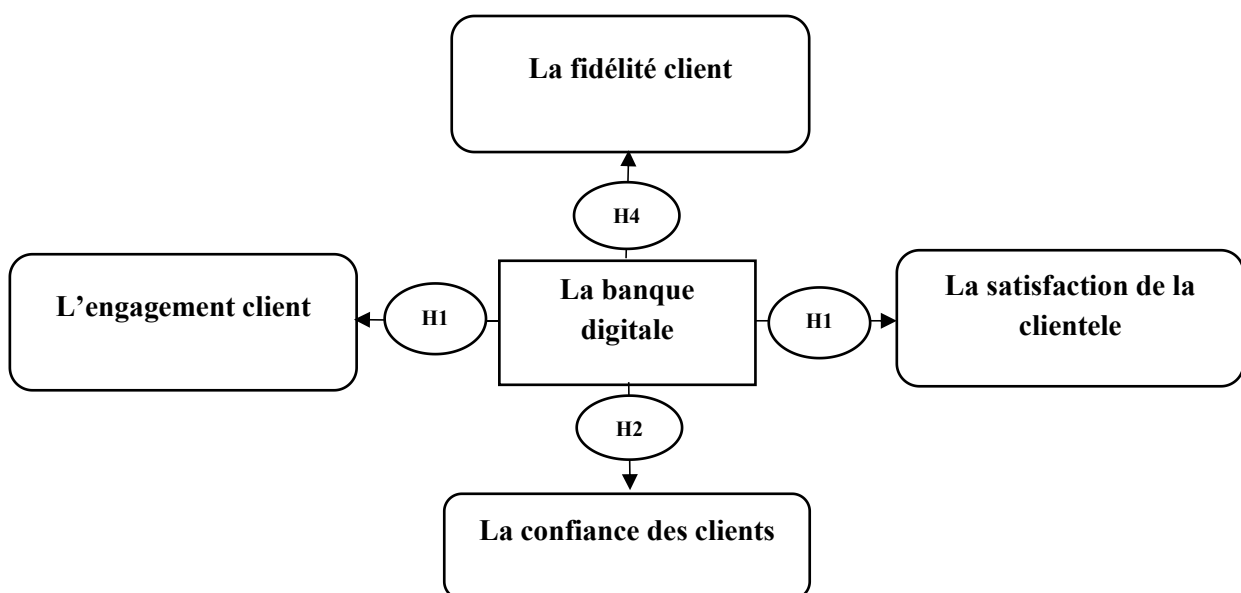 La fidélité client
H4
L’engagement client
H1
La banque
digitale
H1
La satisfaction de la
clientele
H2
La confiance des clients